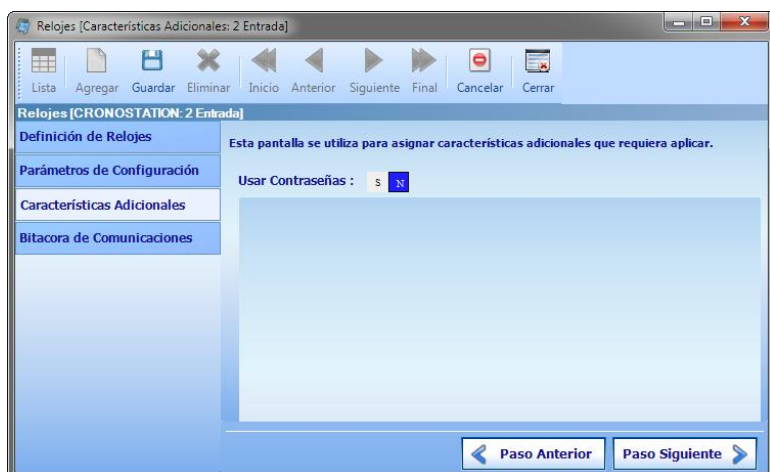 Relojes [Características Adicionales: 2 Entrada]
Lista Agregar Guardar Eliminar Inicio Anterior Siguiente Final Cancelar Cerrar
Relojes [CRONOSTATION: 2 Entrada]
Definición de Relojes
Parámetros de Configuración
Características Adicionales
Bitacora de Comunicaciones
Esta pantalla se utiliza para asignar características adicionales que requiera aplicar.
Usar Contraseñas : S N
Paso Anterior Paso Siguiente